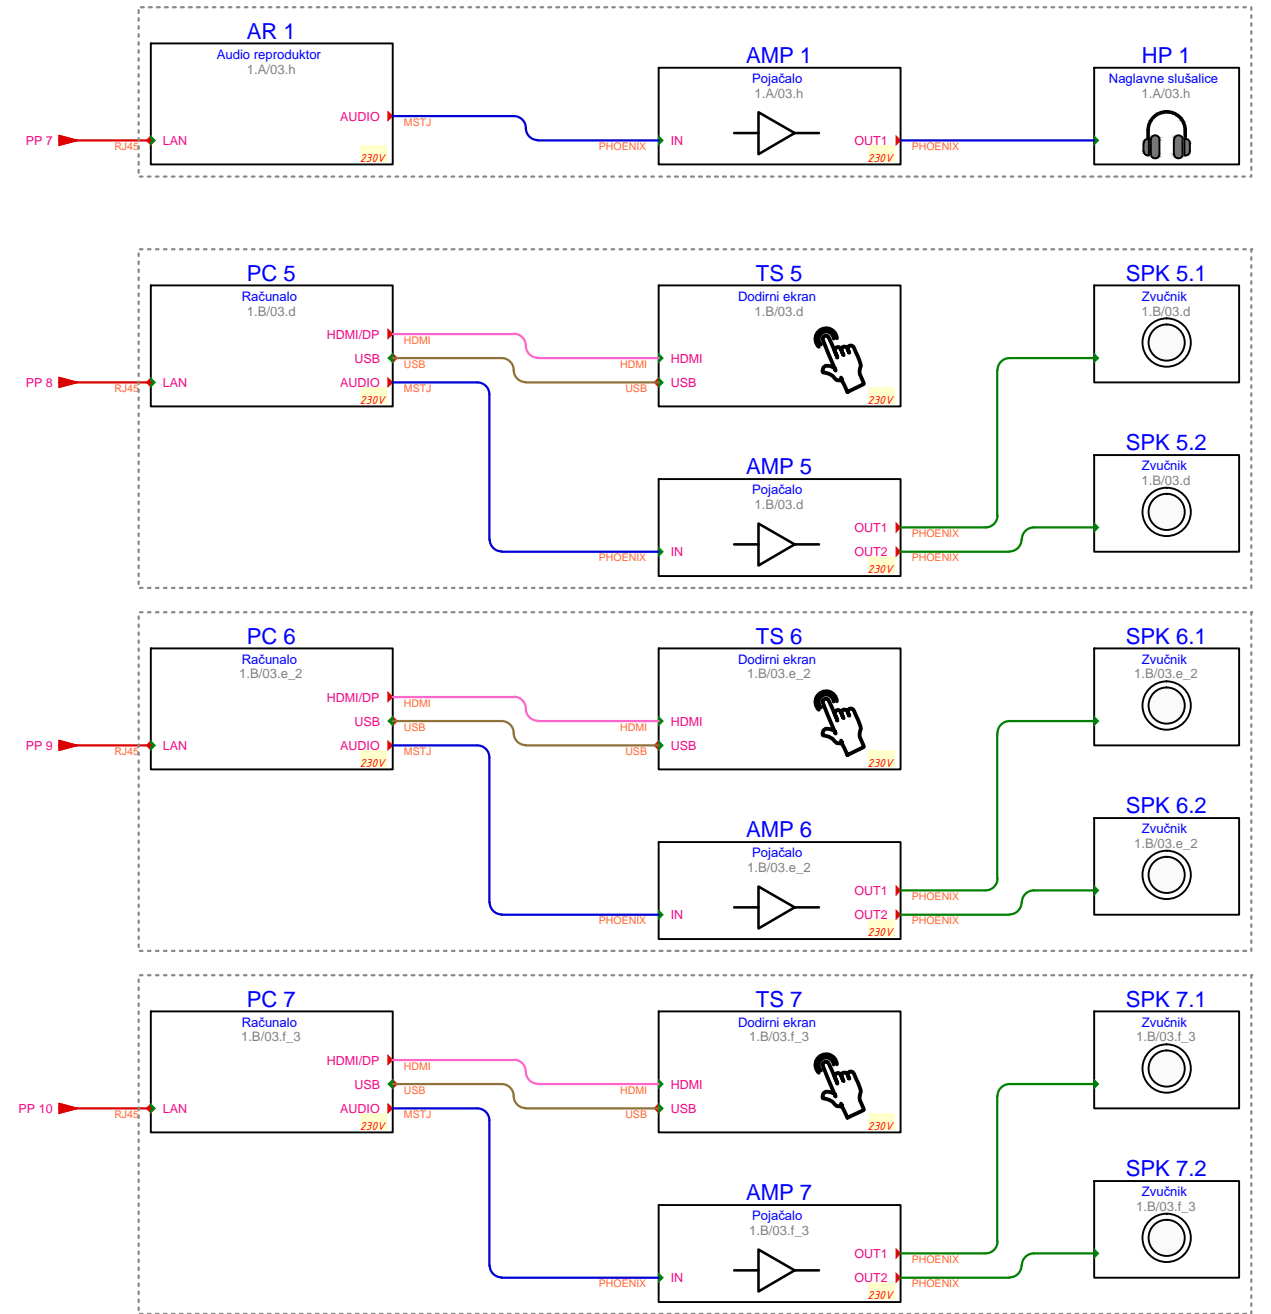 AR 1
Audio reproduktor
1.A/03.h
AUDIO
MSTJ
PP 7
RJ45
LAN
230V
AMP 1
Pojačalo
1.A/03.h
PHOENIX
IN
OUT1
PHOENIX
230V
HP 1
Naglavne slušalice
1.A/03.h
PC 5
Računalo
1.B/03.d
HDMI/DP
HDMI
USB
USB
PP 8
RJ45
LAN
AUDIO
MSTJ
230V
TS 5
Dodirni ekran
1.B/03.d
HDMI
HDMI
USB
USB
230V
AMP 5
Pojačalo
1.B/03.d
OUT1
PHOENIX
PHOENIX
IN
OUT2
PHOENIX
230V
SPK 5.1
Zvučnik
1.B/03.d
SPK 5.2
Zvučnik
1.B/03.d
PC 6
Računalo
1.B/03.e_2
HDMI/DP
HDMI
USB
USB
PP 9
RJ45
LAN
AUDIO
MSTJ
230V
TS 6
Dodirni ekran
1.B/03.e_2
HDMI
HDMI
USB
USB
230V
AMP 6
Pojačalo
1.B/03.e_2
OUT1
PHOENIX
PHOENIX
IN
OUT2
PHOENIX
230V
SPK 6.1
Zvučnik
1.B/03.e_2
SPK 6.2
Zvučnik
1.B/03.e_2
PC 7
Računalo
1.B/03.f_3
HDMI/DP
HDMI
USB
USB
PP 10
RJ45
LAN
AUDIO
MSTJ
230V
TS 7
Dodirni ekran
1.B/03.f_3
HDMI
HDMI
USB
USB
230V
AMP 7
Pojačalo
1.B/03.f_3
OUT1
PHOENIX
PHOENIX
IN
OUT2
PHOENIX
230V
SPK 7.1
Zvučnik
1.B/03.f_3
SPK 7.2
Zvučnik
1.B/03.f_3